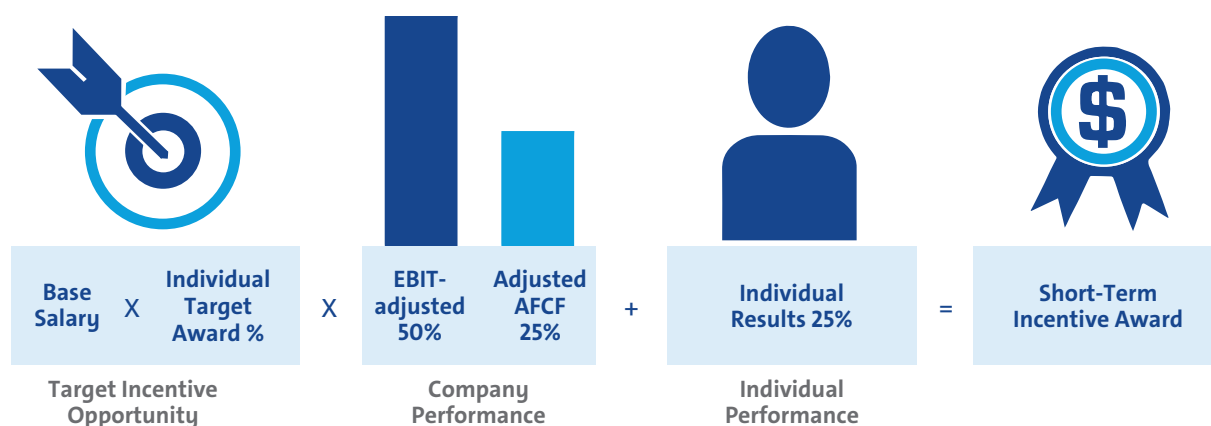 $
Base
Salary
X
Individual
Target
Award %
X
EBIT-
adjusted
50%
Adjusted
AFCF
25%
+
Individual
Results 25%
=
Short-Term
Incentive Award
Target Incentive
Opportunity
Company
Performance
Individual
Performance